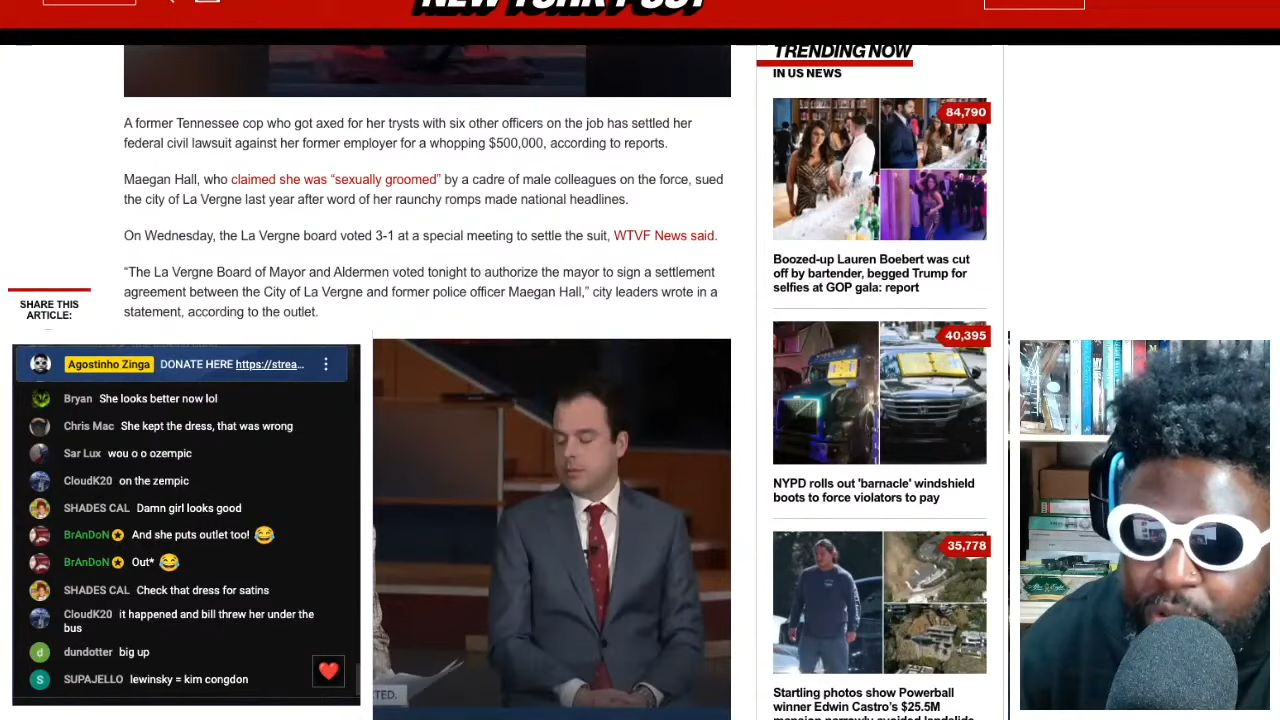 NEW YORK POST
TRENDING NOW
IN US NEWS
A former Tennessee cop who got axed for her trysts with six other officers on the job has settled her
federal civil lawsuit against her former employer for a whopping $500,000, according to reports.
Maegan Hall, who claimed she was “sexually groomed” by a cadre of male colleagues on the force, sued
the city of La Vergne last year after word of her raunchy romps made national headlines.
On Wednesday, the La Vergne board voted 3-1 at a special meeting to settle the suit, WTVF News said.
“The La Vergne Board of Mayor and Aldermen voted tonight to authorize the mayor to sign a settlement
agreement between the City of La Vergne and former police officer Maegan Hall,” city leaders wrote in a
statement, according to the outlet.
SHARE THIS
ARTICLE:
Agostinho Zinga DONATE HERE https://strea...
Bryan She looks better now lol
Chris Mac She kept the dress, that was wrong
Sar Lux wou o o ozempic
CloudK20 on the zempic
SHADES CAL Damn girl looks good
BrAnDoN And she puts outlet too! 😂
BrAnDoN Out* 😂
SHADES CAL Check that dress for satins
CloudK20 it happened and bill threw her under the
bus
d dundotter big up
S SUPAJELLO lewinsky = kim congdon
TED.
84,790
Boozed-up Lauren Boebert was cut
off by bartender, begged Trump for
selfies at GOP gala: report
40,395
NYPD rolls out 'barnacle' windshield
boots to force violators to pay
35,778
Startling photos show Powerball
winner Edwin Castro’s $25.5M
mansion narrowly avoided landslide